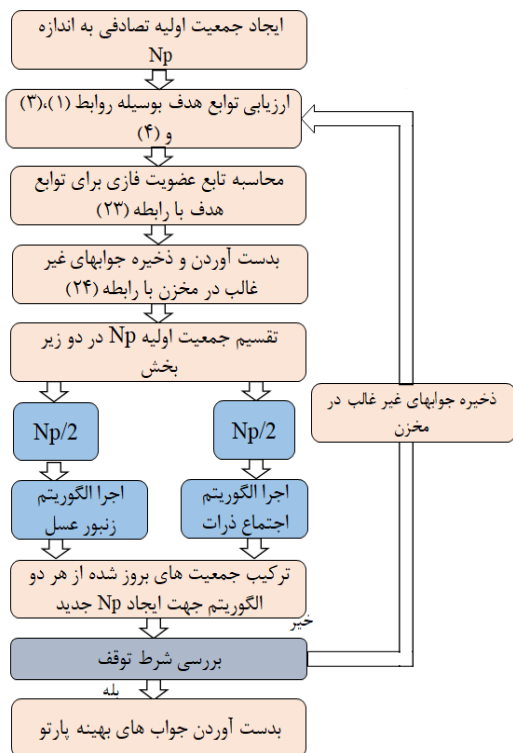 ایجاد جمعیت اولیه تصادفی به اندازه
Np
ارزیابی توابع هدف بوسیله روابط (۱)،(۳)
و (۴)
محاسبه تابع عضویت فازی برای توابع
هدف با رابطه (۲۳)
بدست آوردن و ذخیره جوابهای غیر
غالب در مخزن با رابطه (۲۴)
تقسیم جمعیت اولیه Np در دو زیر
بخش
Np/2
Np/2
اجرا الگوریتم
اجتماع ذرات
اجرا الگوریتم
زنبور عسل
ترکیب جمعیت های بروز شده از هر دو
الگوریتم جهت ایجاد Np جدید
خیر
بررسی شرط توقف
بله
بدست آوردن جواب های بهینه پارتو
ذخیره جوابهای غیر غالب در
مخزن